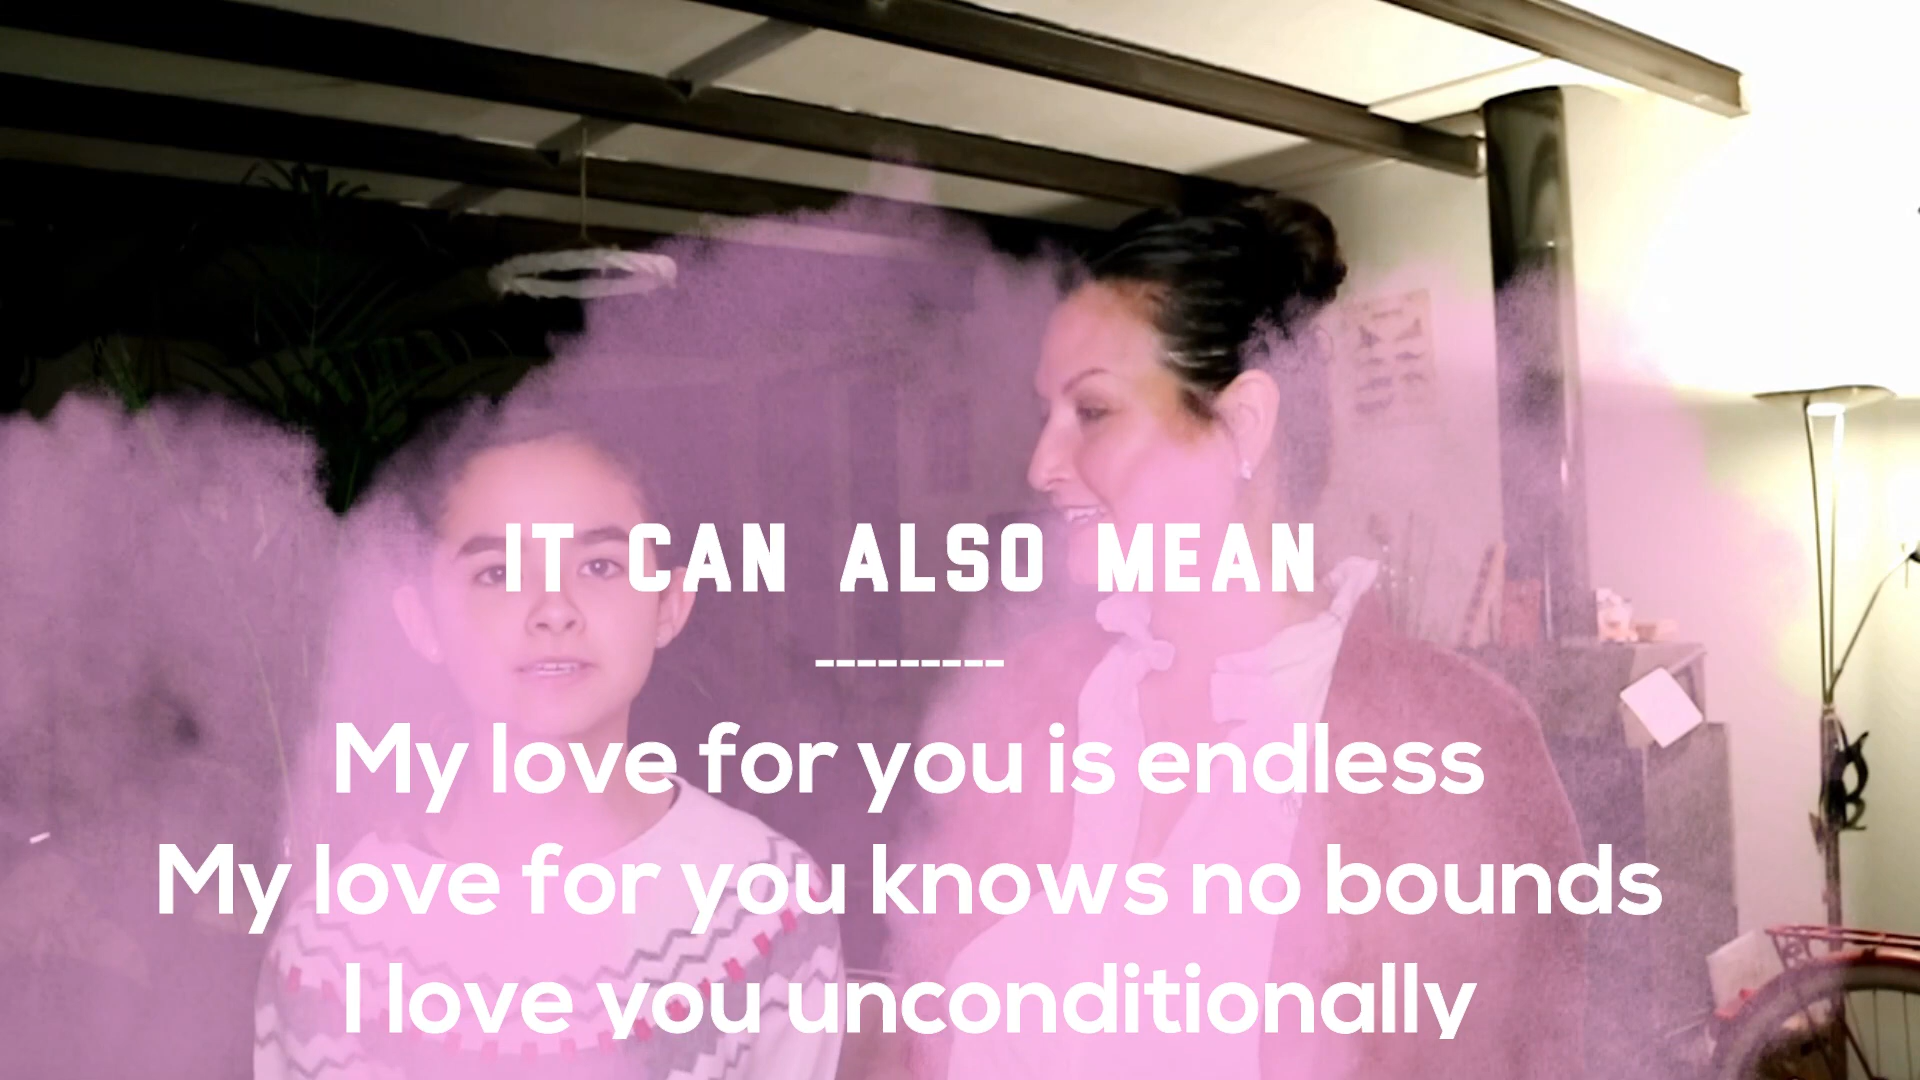 IT CAN ALSO MEAN
---------
My love for you is endless
My love for you knows no bounds
I love you unconditionally